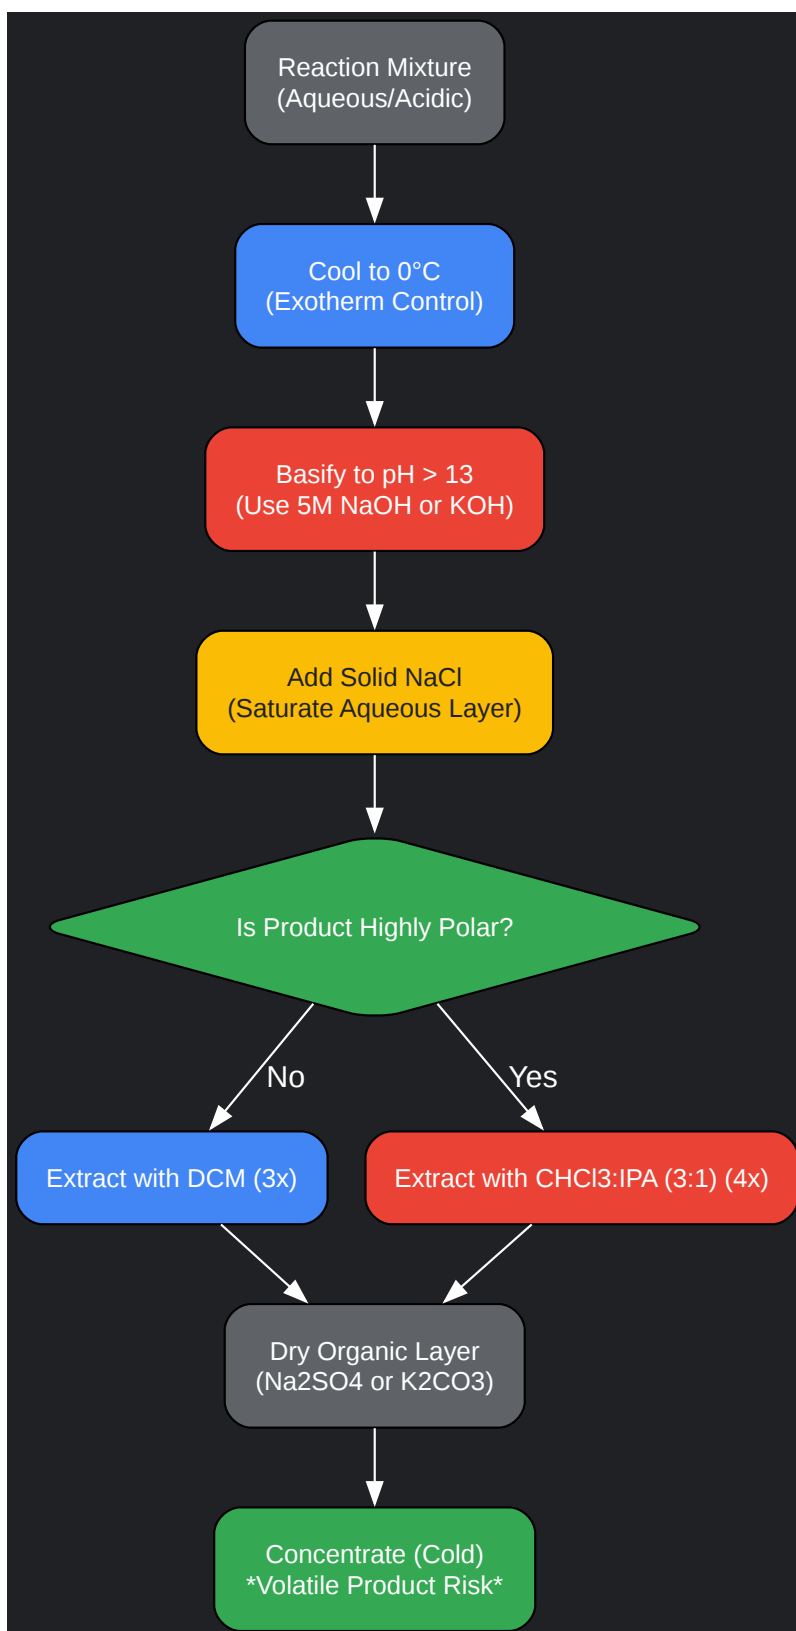 Reaction Mixture
(Aqueous/Acidic)
Cool to 0°C
(Exotherm Control)
Basify to pH > 13
(Use 5M NaOH or KOH)
Add Solid NaCl
(Saturate Aqueous Layer)
Is Product Highly Polar?
No
Yes
Extract with DCM (3x)
Extract with CHCl3:IPA (3:1) (4x)
Dry Organic Layer
(Na2SO4 or K2CO3)
Concentrate (Cold)
*Volatile Product Risk*